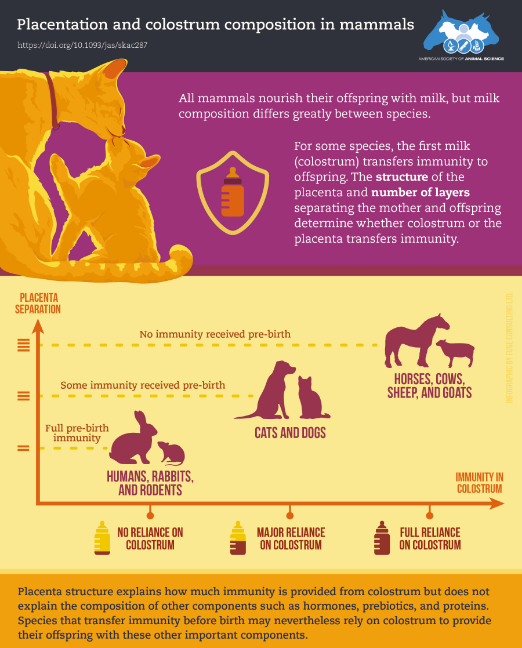 Placentation and colostrum composition in mammals
https://doi.org/10.1093/jas/skac287
AMERICAN SOCIETY OF ANIMAL SCIENCE
All mammals nourish their offspring with milk, but milk
composition differs greatly between species.
For some species, the first milk
(colostrum) transfers immunity to
offspring. The structure of the
placenta and number of layers
separating the mother and offspring
determine whether colostrum or the
placenta transfers immunity.
PLACENTA
SEPARATION
No immunity received pre-birth
HORSES, COWS,
SHEEP, AND GOATS
Some immunity received pre-birth
CATS AND DOGS
Full pre-birth
immunity
HUMANS, RABBITS,
AND RODENTS
IMMUNITY IN
COLOSTRUM
NO RELIANCE ON
COLOSTRUM
MAJOR RELIANCE
ON COLOSTRUM
FULL RELIANCE
ON COLOSTRUM
Placenta structure explains how much immunity is provided from colostrum but does not
explain the composition of other components such as hormones, prebiotics, and proteins.
Species that transfer immunity before birth may nevertheless rely on colostrum to provide
their offspring with these other important components.